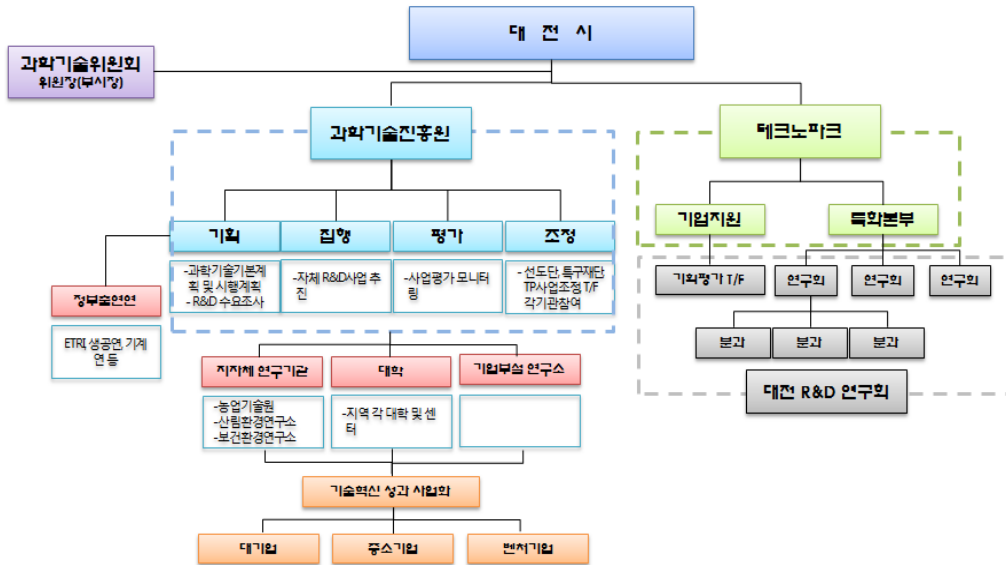 대 전 시
과학기술위원회
위원장(부시장)
과학기술진흥원
테크노파크
기획
집행
평가
조정
기업지원
특화본부
-과학기술기본계
획 및 시행계획
- R&D 수요조사
-자체 R&D사업 추
진
-사업평가 모니터
링
- 선도단, 특구재단
TP사업조정 T/F
각기관참여
기획평가 T/F
연구회
연구회
연구회
정부출연연
ETRI, 생공연, 기계
연 등
분과
분과
분과
대전 R&D 연구회
지자체 연구기관
대학
기업부설 연구소
-농업기술원
-산림환경연구소
-보건환경연구소
-지역 각 대학 및 센
터
기술혁신 성과 사업화
대기업
중소기업
벤처기업